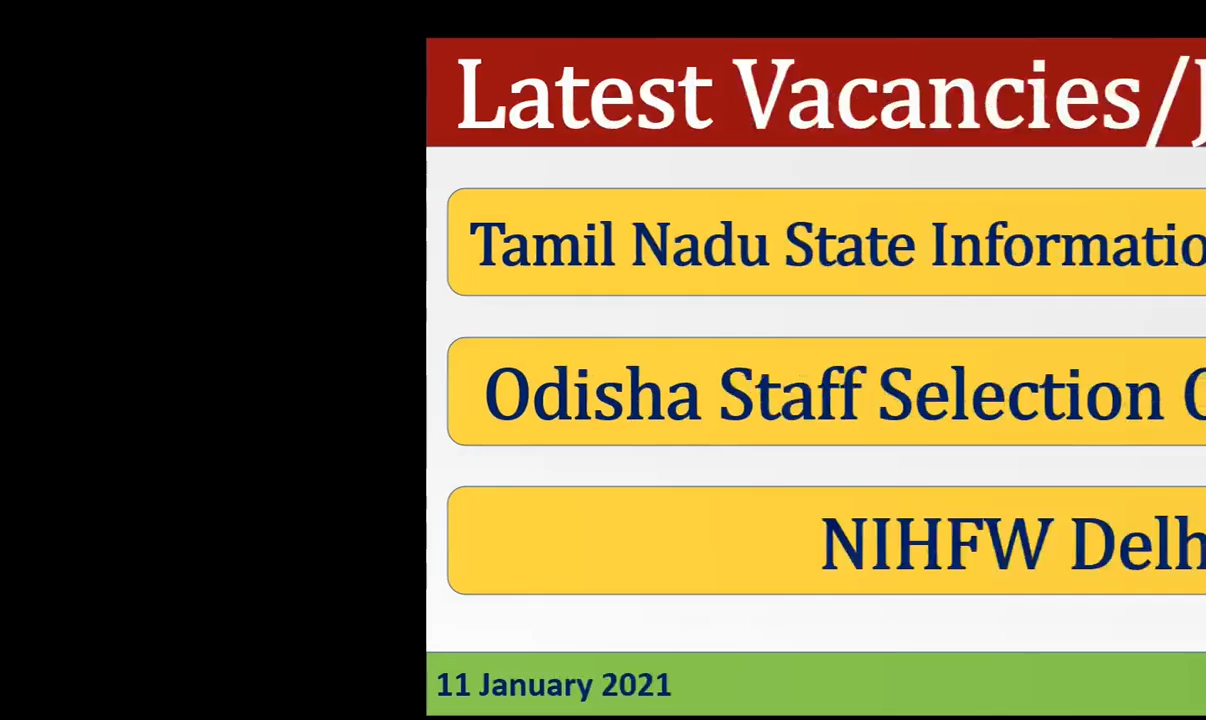 Latest Vacancies/J
Tamil Nadu State Informatio
Odisha Staff Selection C
NIHFW Delh
11 January 2021